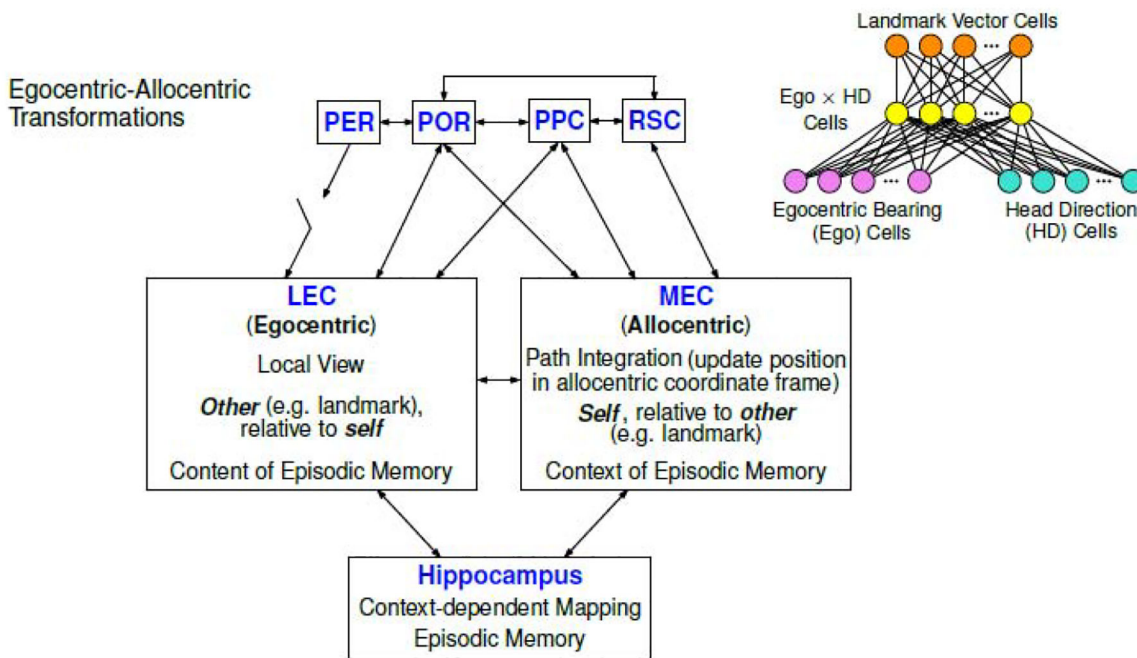 Egocentric-Allocentric
Transformations
PER
POR
PPC
RSC
Landmark Vector Cells
...
Ego × HD
Cells
...
...
...
Egocentric Bearing
(Ego) Cells
Head Direction
(HD) Cells
LEC
(Egocentric)
Local View
Other (e.g. landmark),
relative to self
Content of Episodic Memory
MEC
(Allocentric)
Path Integration (update position
in allocentric coordinate frame)
Self, relative to other
(e.g. landmark)
Context of Episodic Memory
Hippocampus
Context-dependent Mapping
Episodic Memory